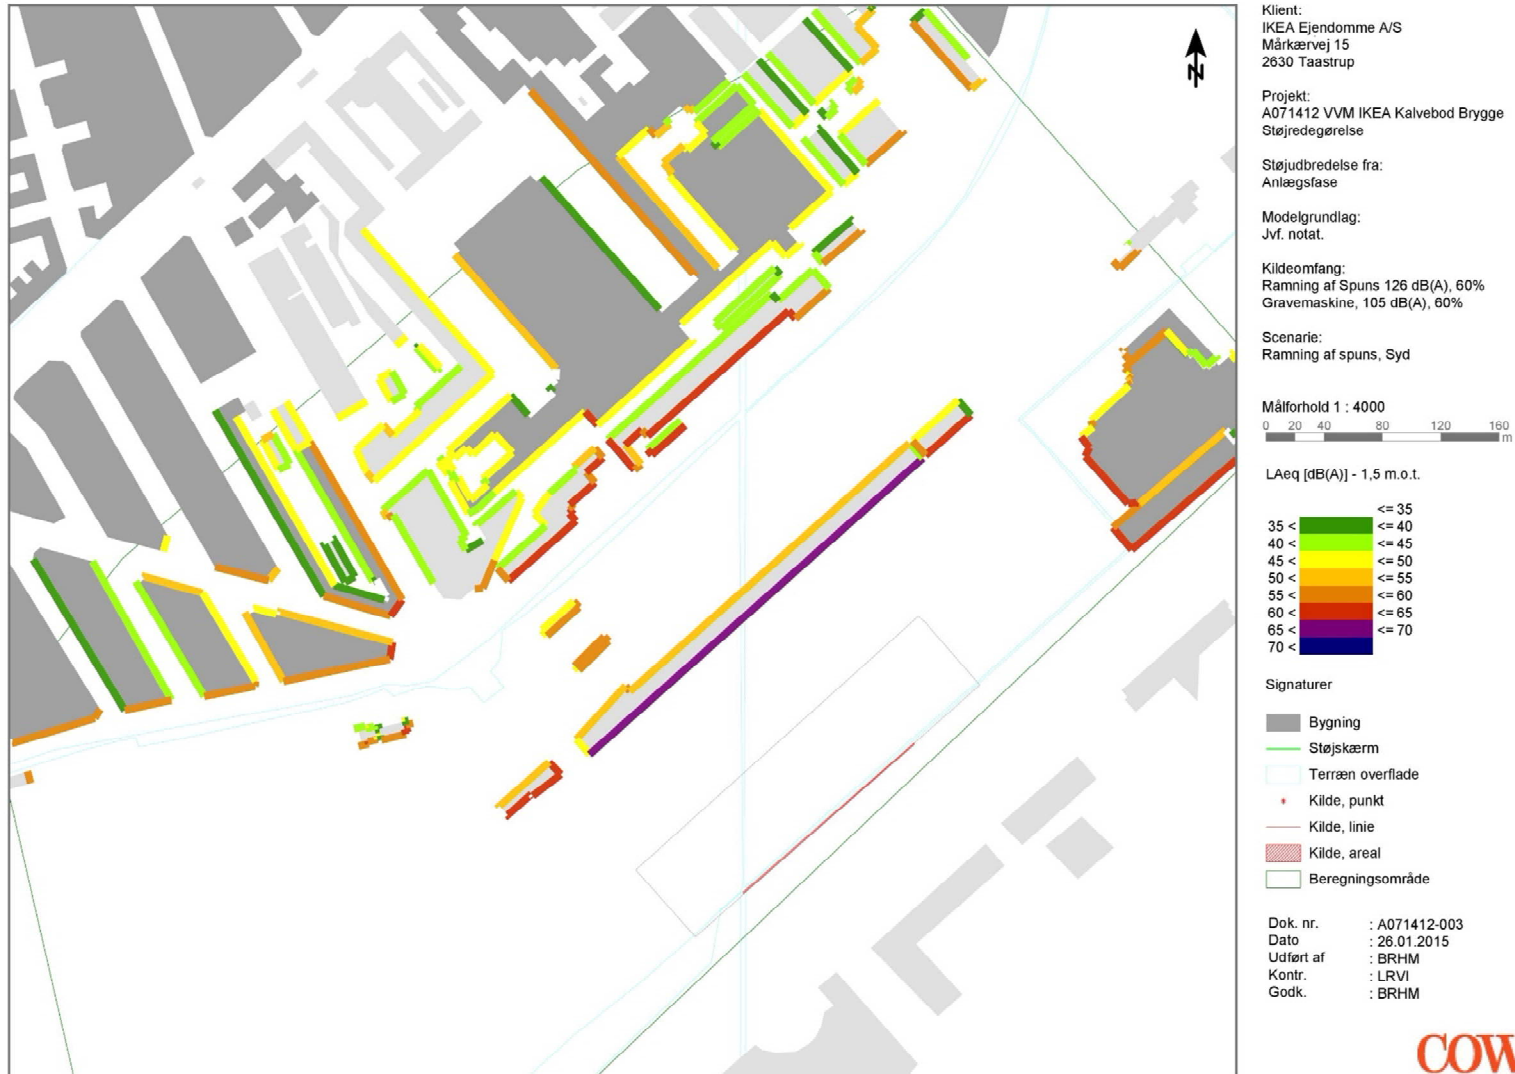 N
Klient:
IKEA Ejendomme A/S
Mårkærvej 15
2630 Taastrup
Projekt:
A071412 VVM IKEA Kalvebod Brygge
Støjredegørelse
Støjudbredelse fra:
Anlægsfase
Modelgrundlag:
Jvf. notat.
Kildeomfang:
Ramning af Spuns 126 dB(A), 60%
Gravemaskine, 105 dB(A), 60%
Scenarie:
Ramning af spuns, Syd
Målforhold 1 : 4000
0 20 40 80 120 160
m
LAeq [dB(A)] - 1,5 m.o.t.
<= 35
35 < <= 40
40 < <= 45
45 < <= 50
50 < <= 55
55 < <= 60
60 < <= 65
65 < <= 70
70 <
Signaturer
Bygning
Støjskærm
Terræn overflade
Kilde, punkt
Kilde, linie
Kilde, areal
Beregningsområde
Dok. nr. : A071412-003
Dato : 26.01.2015
Udført af : BRHM
Kontr. : LRVI
Godk. : BRHM
COW